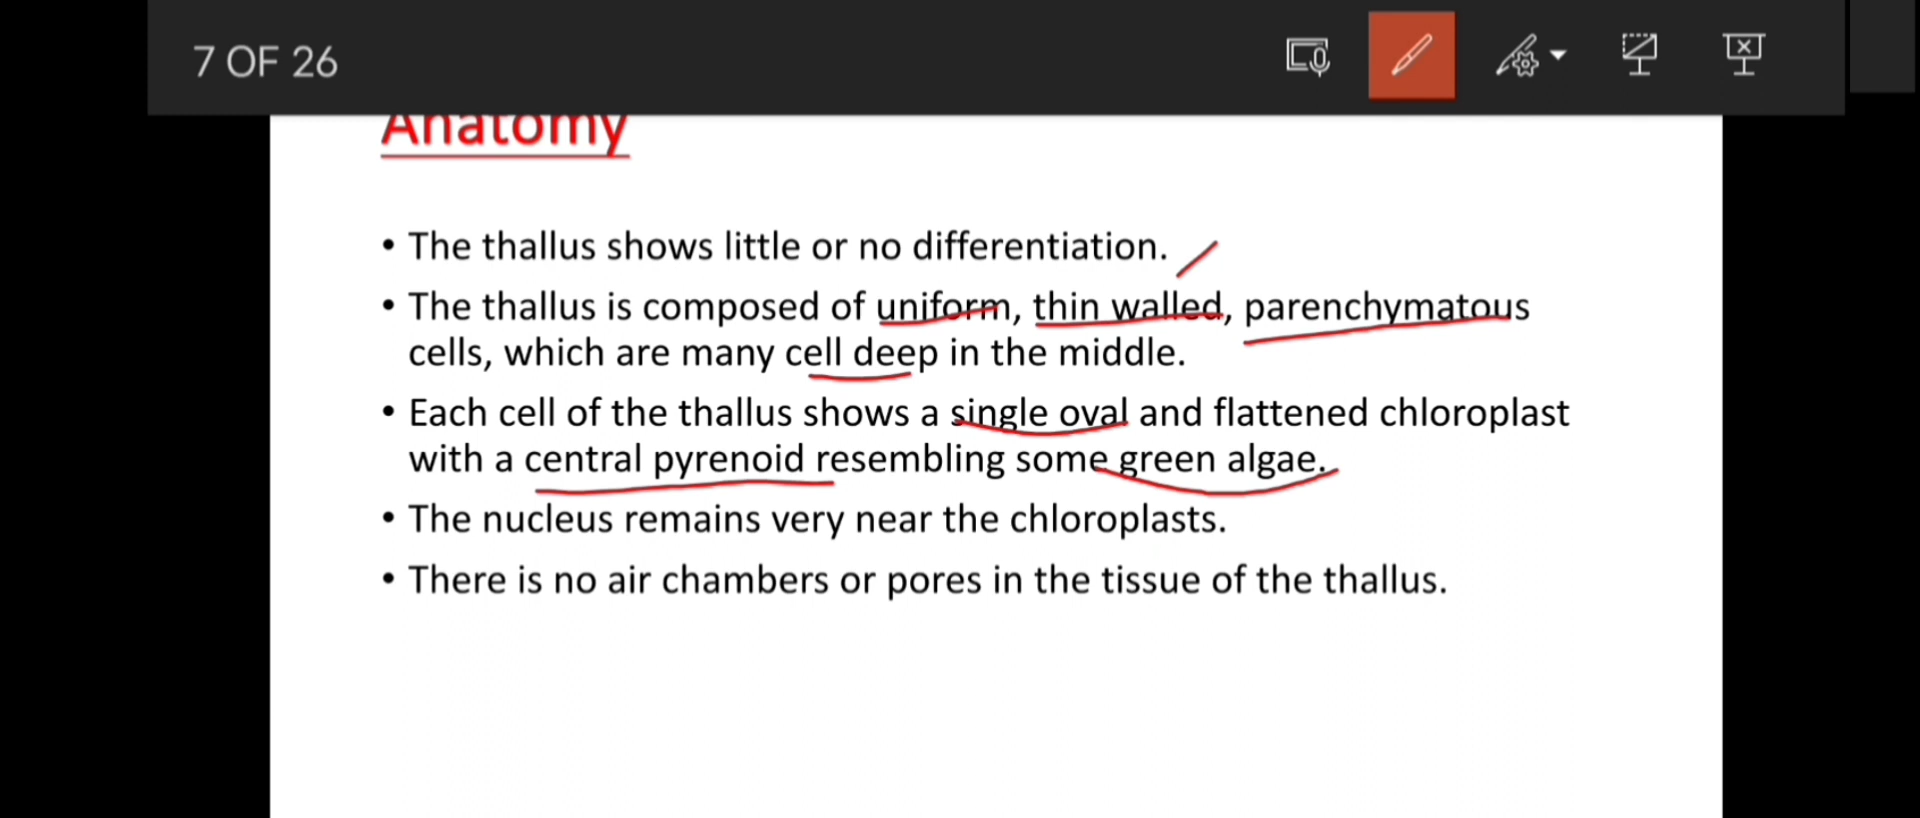 7 OF 26
Anatomy
• The thallus shows little or no differentiation.
• The thallus is composed of uniform, thin walled, parenchymatous
cells, which are many cell deep in the middle.
• Each cell of the thallus shows a single oval and flattened chloroplast
with a central pyrenoid resembling some green algae.
• The nucleus remains very near the chloroplasts.
• There is no air chambers or pores in the tissue of the thallus.